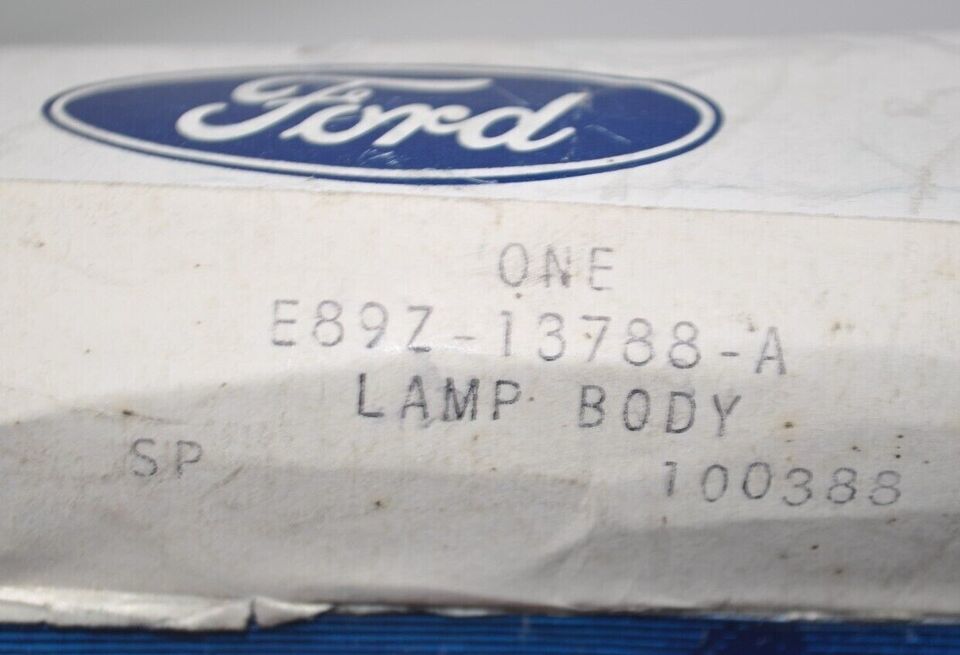 Ford
ONE
E89Z-13788-A
LAMP BODY
SP 100388